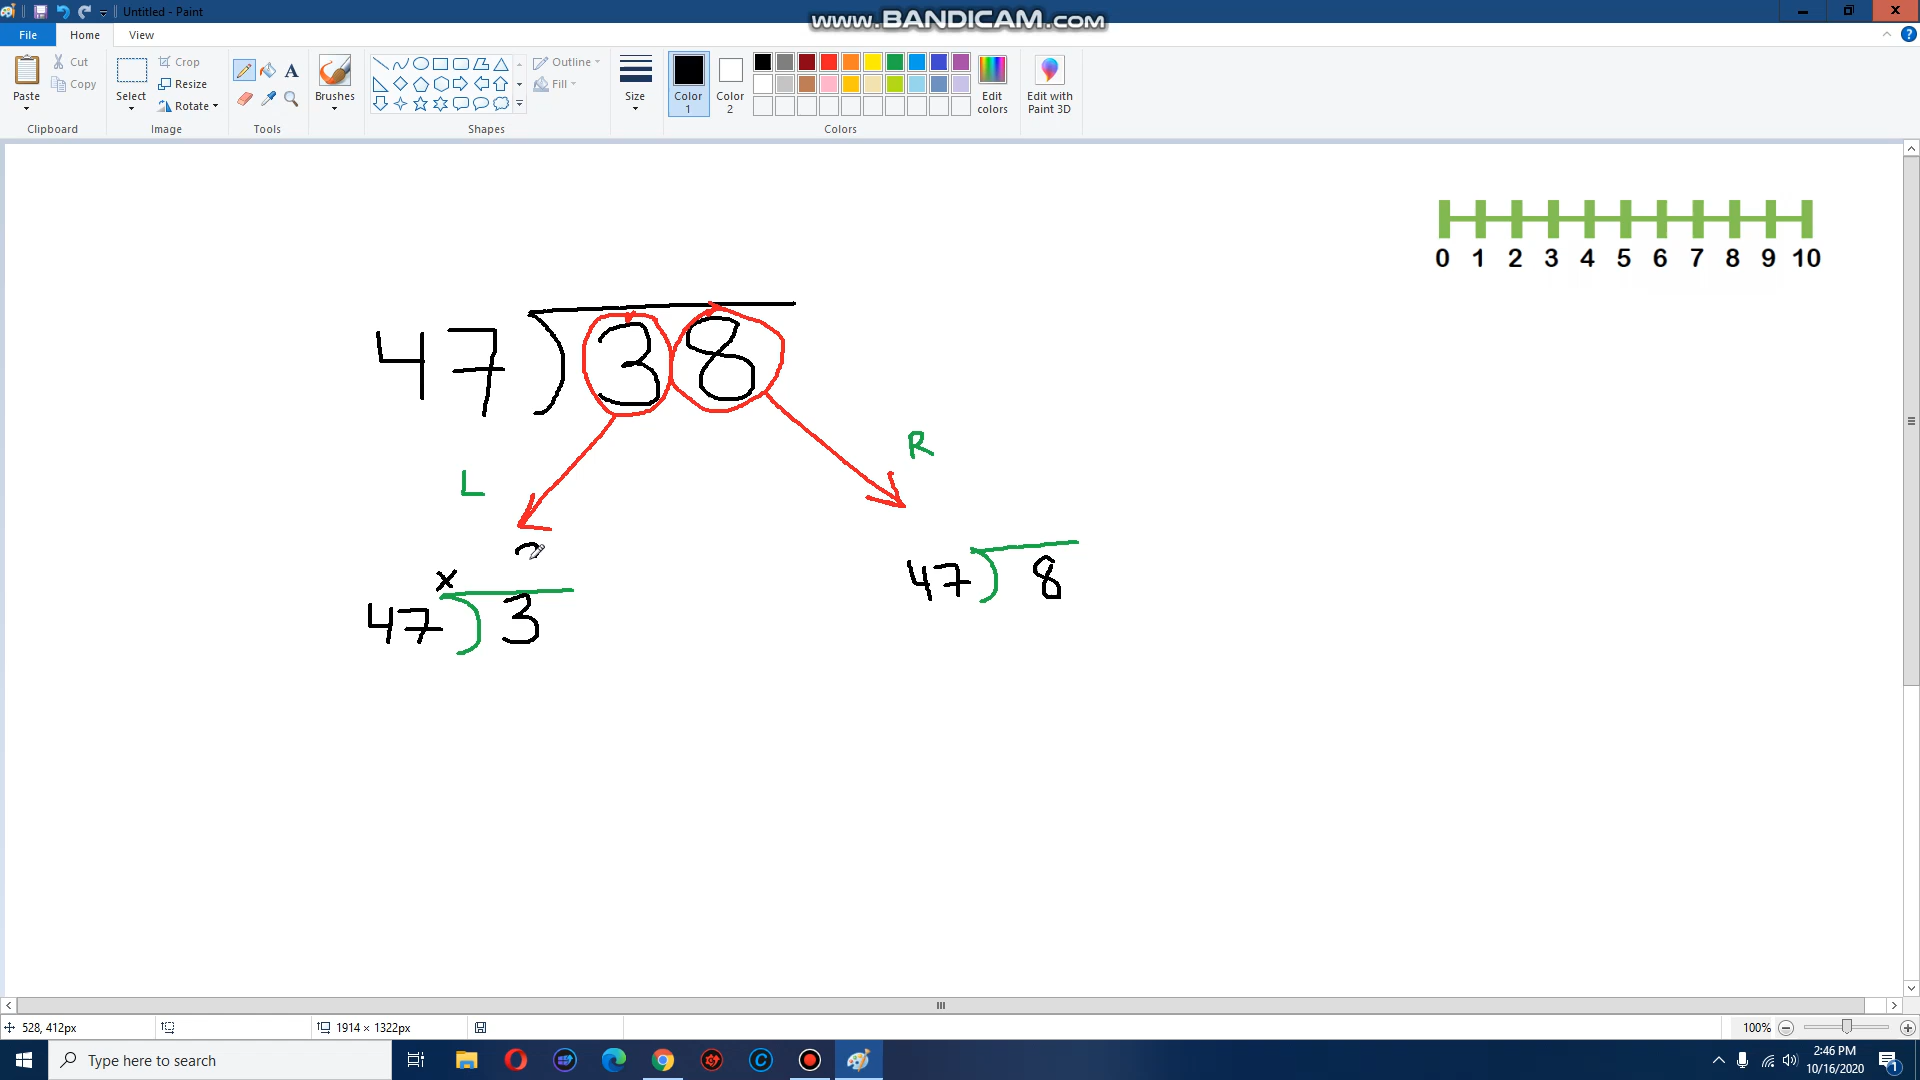 Untitled - Paint
www.BANDICAM.com
File Home View
Paste
Cut
Copy
Clipboard
Select
Crop
Resize
Rotate
Image
A
Tools
Brushes
Outline
Fill
Shapes
Size
Color 1
Color 2
Edit colors
Colors
Edit with Paint 3D
0 1 2 3 4 5 6 7 8 9 10
47 ) 38
L
R
x
47 ) 3
47 ) 8
528, 412px
1914 × 1322px
100%
Type here to search
2:46 PM
10/16/2020
1